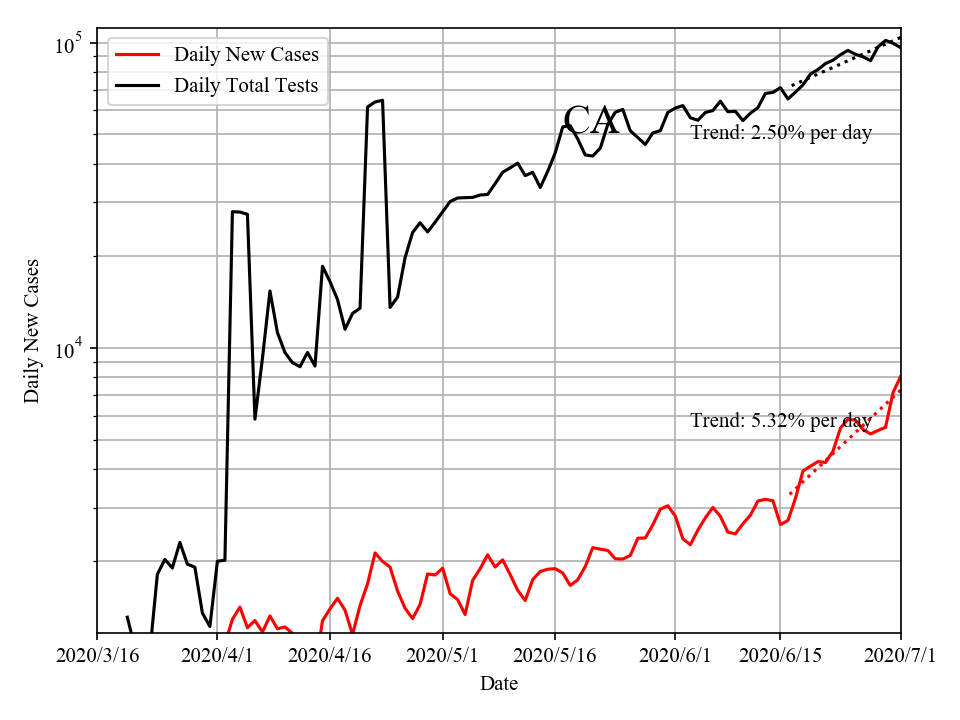 10^5
Daily New Cases
Daily Total Tests
CA
Trend: 2.50% per day
Daily New Cases
10^4
Trend: 5.32% per day
2020/3/16 2020/4/1 2020/4/16 2020/5/1 2020/5/16 2020/6/1 2020/6/15 2020/7/1
Date